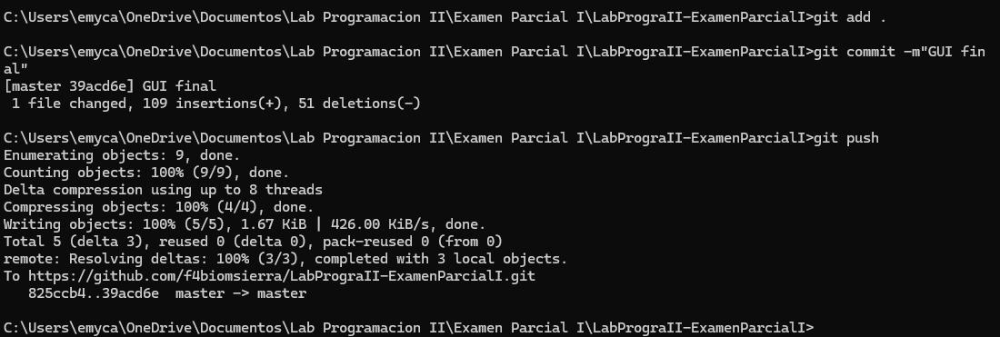 C:\Users\emyca\OneDrive\Documentos\Lab Programacion II\Examen Parcial I\LabPrograII-ExamenParcialI>git add .
C:\Users\emyca\OneDrive\Documentos\Lab Programacion II\Examen Parcial I\LabPrograII-ExamenParcialI>git commit -m"GUI fin
al"
[master 39acd6e] GUI final
 1 file changed, 109 insertions(+), 51 deletions(-)
C:\Users\emyca\OneDrive\Documentos\Lab Programacion II\Examen Parcial I\LabPrograII-ExamenParcialI>git push
Enumerating objects: 9, done.
Counting objects: 100% (9/9), done.
Delta compression using up to 8 threads
Compressing objects: 100% (4/4), done.
Writing objects: 100% (5/5), 1.67 KiB | 426.00 KiB/s, done.
Total 5 (delta 3), reused 0 (delta 0), pack-reused 0 (from 0)
remote: Resolving deltas: 100% (3/3), completed with 3 local objects.
To https://github.com/f4biomsierra/LabPrograII-ExamenParcialI.git
   825ccb4..39acd6e  master -> master
C:\Users\emyca\OneDrive\Documentos\Lab Programacion II\Examen Parcial I\LabPrograII-ExamenParcialI>